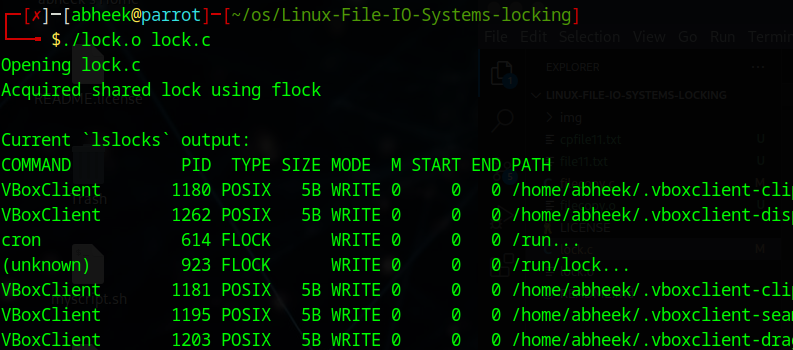 [✗]─[abheek@parrot]─[~/os/Linux-File-IO-Systems-locking]
$./lock.o lock.c
Opening lock.c
Acquired shared lock using flock
Current `lslocks` output:
COMMAND PID TYPE SIZE MODE M START END PATH
VBoxClient 1180 POSIX 5B WRITE 0 0 0 /home/abheek/.vboxclient-clip
VBoxClient 1262 POSIX 5B WRITE 0 0 0 /home/abheek/.vboxclient-disp
cron 614 FLOCK WRITE 0 0 0 /run...
(unknown) 923 FLOCK WRITE 0 0 0 /run/lock...
VBoxClient 1181 POSIX 5B WRITE 0 0 0 /home/abheek/.vboxclient-clip
VBoxClient 1195 POSIX 5B WRITE 0 0 0 /home/abheek/.vboxclient-sea
VBoxClient 1203 POSIX 5B WRITE 0 0 0 /home/abheek/.vboxclient-dra
File Edit Selection View Go Run Termin
EXPLORER
LINUX-FILE-IO-SYSTEMS-LOCKING
img
cpfile11.txt U
file11.txt U
LICENSE
README.license
script.sh